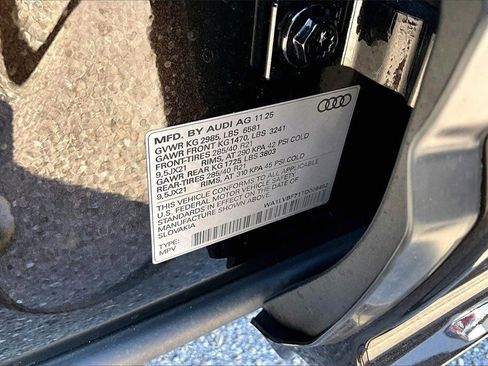 MFD. BY AUDI AG 11 25
GVWR KG 2985, LBS 6581
GAWR FRONT KG1470, LBS 3241
FRONT-TIRES 285/40 R21
9,5JX21 RIMS, AT 290 KPA 42 PSI COLD
GAWR REAR KG 1725 LBS 3803
REAR-TIRES 285/40 R21
9,5JX21 RIMS, AT 310 KPA 45 PSI COLD
THIS VEHICLE CONFORMS TO ALL APPLICABLE
U.S. FEDERAL MOTOR VEHICLE SAFETY
STANDARDS IN EFFECT ON THE DATE OF
MANUFACTURE SHOWN ABOVE.
SLOVAKIA
TYPE:
MPV